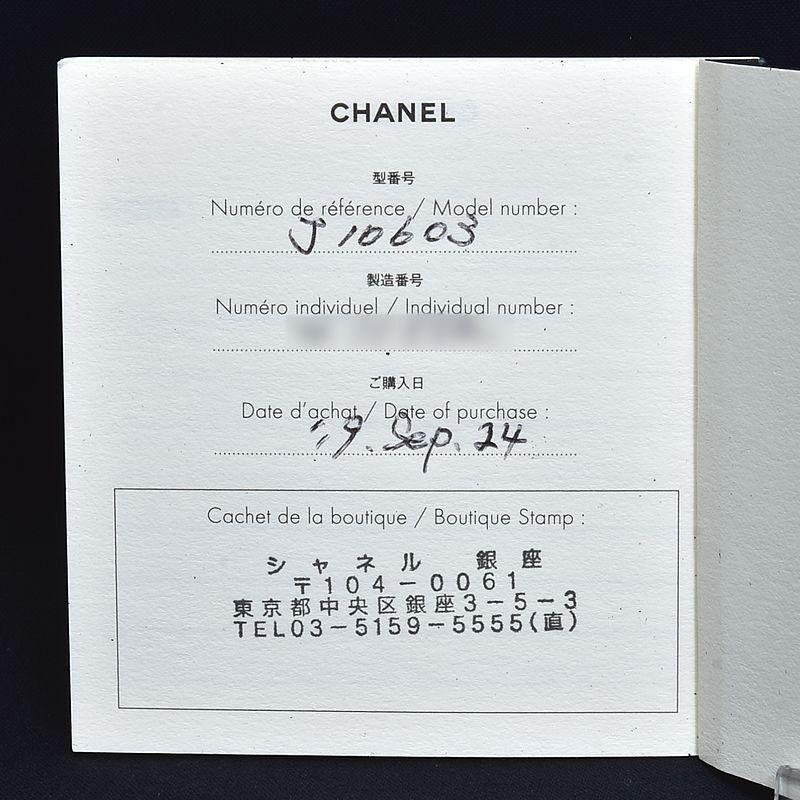 CHANEL
型番号
Numéro de référence / Model number :
J10603
製造番号
Numéro individuel / Individual number :
ご購入日
Date d'achat / Date of purchase :
'19. Sep. 24
Cachet de la boutique / Boutique Stamp :
シャネル 銀座
〒104-0061
東京都中央区銀座3-5-3
TEL03-5159-5555(直)